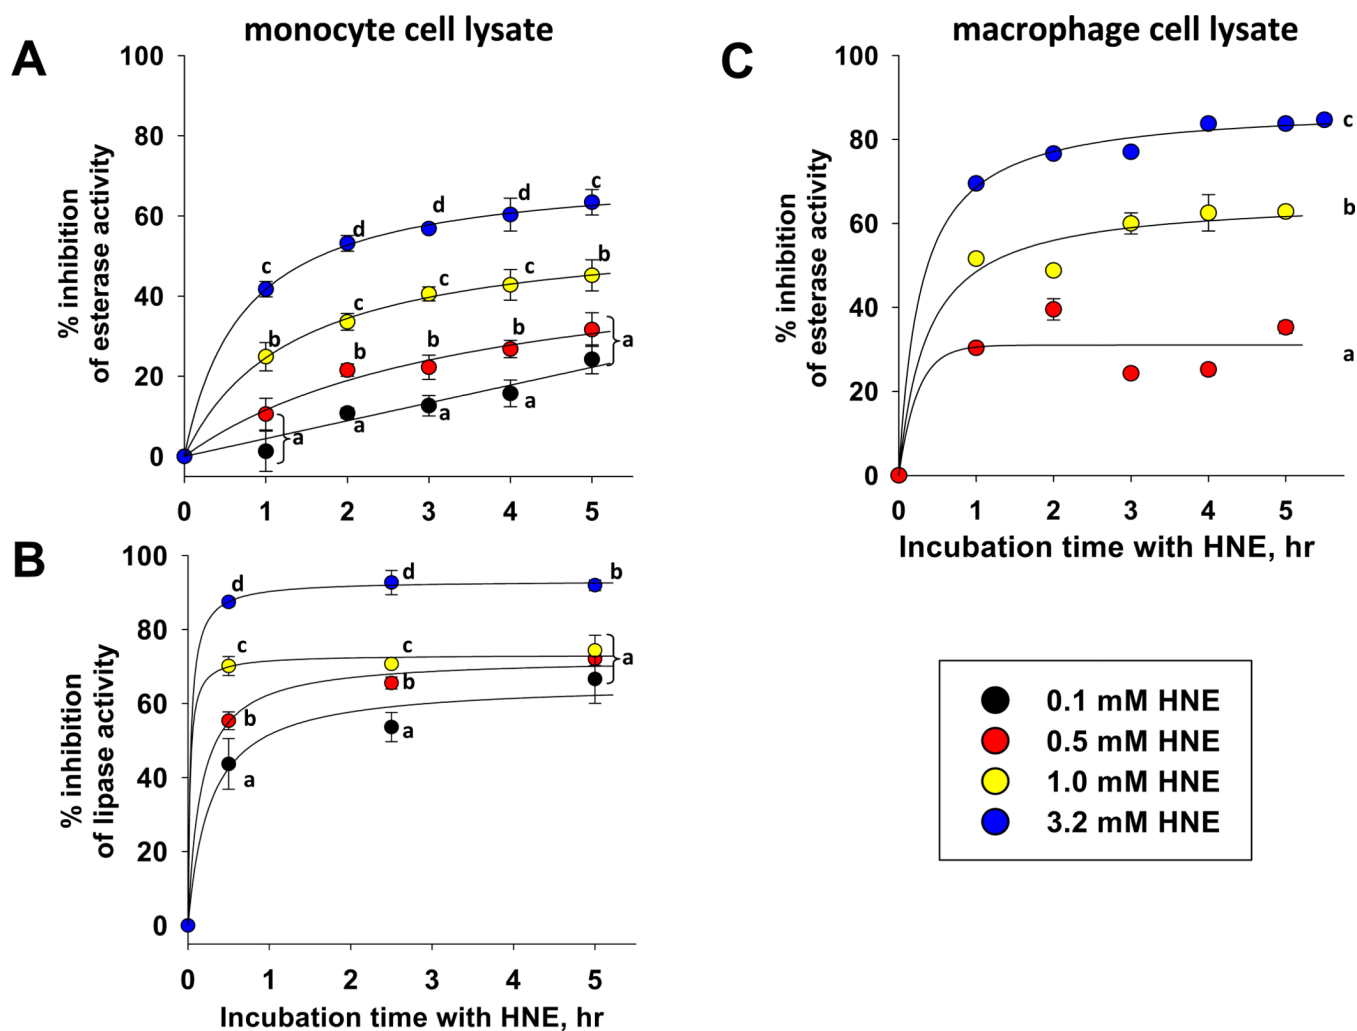 A
monocyte cell lysate
% inhibition
of esterase activity
100
80
60
40
20
0
c
d
d
d
c
b
c
c
c
b
b
b
b
a
a
a
a
a
0 1 2 3 4 5
B
% inhibition
of lipase activity
100
80
60
40
20
0
d
d
b
c
c
a
b
b
a
a
0 1 2 3 4 5
Incubation time with HNE, hr
C
macrophage cell lysate
% inhibition
of esterase activity
100
80
60
40
20
0
c
b
a
0 1 2 3 4 5
Incubation time with HNE, hr
0.1 mM HNE
0.5 mM HNE
1.0 mM HNE
3.2 mM HNE